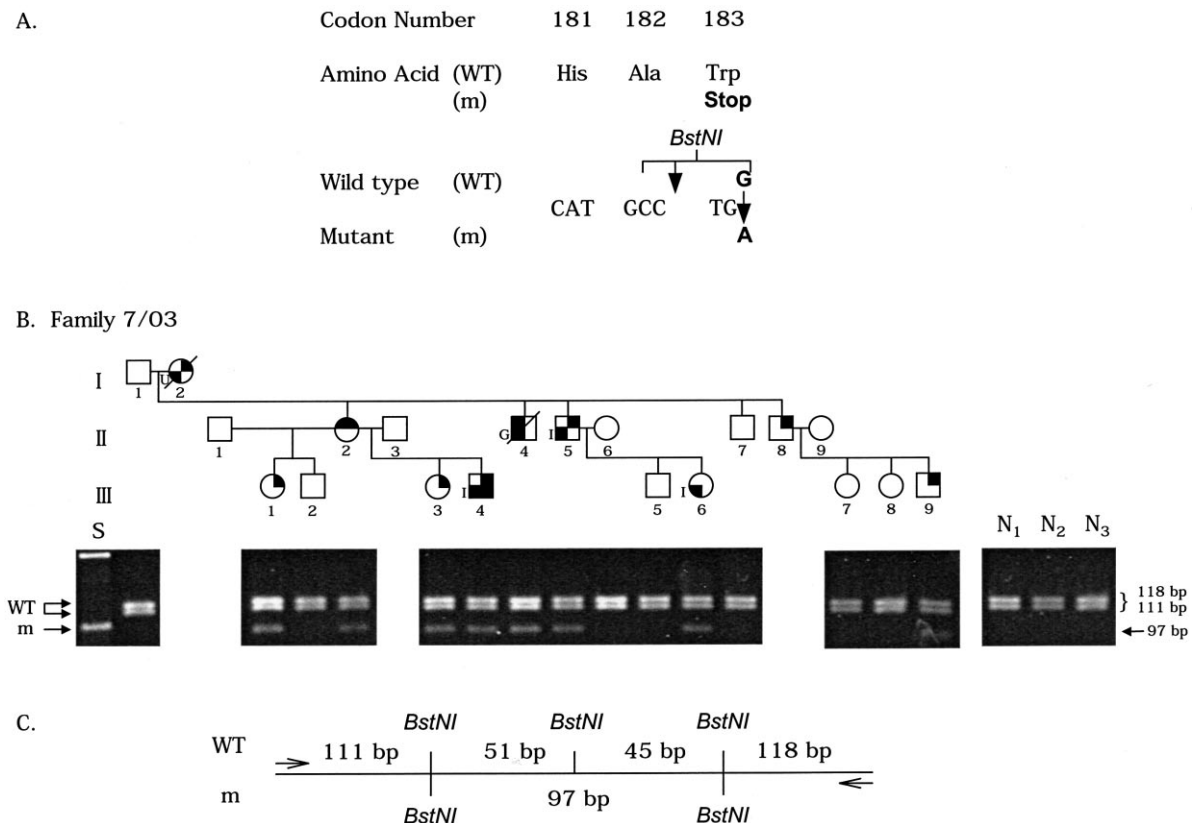 A.
Codon Number 181 182 183
Amino Acid (WT) His Ala Trp
(m) Stop
BstNI
Wild type (WT) G
CAT GCC TG
Mutant (m) A
B. Family 7/03
I 1 U 2
II 1 2 3 G 4 I 5 6 7 8 9
III 1 2 3 I 4 5 I 6 7 8 9
S N1 N2 N3
WT 118 bp
111 bp
m 97 bp
C.
BstNI BstNI BstNI
WT 111 bp 51 bp 45 bp 118 bp
m 97 bp
BstNI BstNI